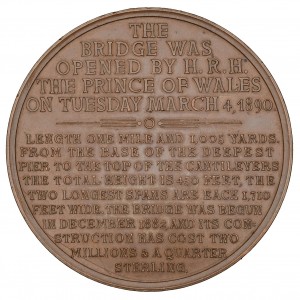 THE
BRIDGE WAS
OPENED BY H.R.H.
THE PRINCE OF WALES
ON TUESDAY MARCH 4, 1890.
LENGTH ONE MILE AND 1,005 YARDS.
FROM THE BASE OF THE DEEPEST
PIER TO THE TOP OF THE CANTILEVERS
THE TOTAL HEIGHT IS 450 FEET, THE
TWO LONGEST SPANS ARE EACH 1,710
FEET WIDE. THE BRIDGE WAS BEGUN
IN DECEMBER 1882, AND ITS CON-
STRUCTION HAS COST TWO
MILLIONS & A QUARTER
STERLING.